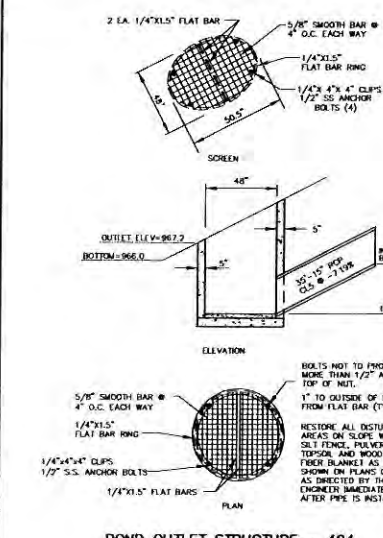 2 EA. 1/4"X1.5" FLAT BAR
5/8" SMOOTH BAR @
4" O.C. EACH WAY
1/4"X1.5"
FLAT BAR RING
1/4"X 4"X 4" CLIPS
1/2" SS ANCHOR
BOLTS (4)
48"
50.5"
SCREEN
48"
OUTLET ELEV=967.2
BOTTOM=966.0
5"
5"
35'-15" RCP
CL5 @
ELEVATION
BOLTS NOT TO
MORE THAN 1/2"
TOP OF NUT.
1" TO OUTSIDE OF
FROM FLAT BAR
5/8" SMOOTH BAR @
4" O.C. EACH WAY
1/4"X1.5"
FLAT BAR RING
1/4"x4"x4" CLIPS
1/2" S.S. ANCHOR BOLTS
1/4"X1.5" FLAT BARS
PLAN
RESTORE ALL
AREAS ON SLOPE
SILT FENCE,
TOPSOIL AND WOOD
FIBER BLANKET AS
SHOWN ON PLANS
AS DIRECTED BY
ENGINEER
AFTER PIPE IS
POND OUTLET STRUCTURE